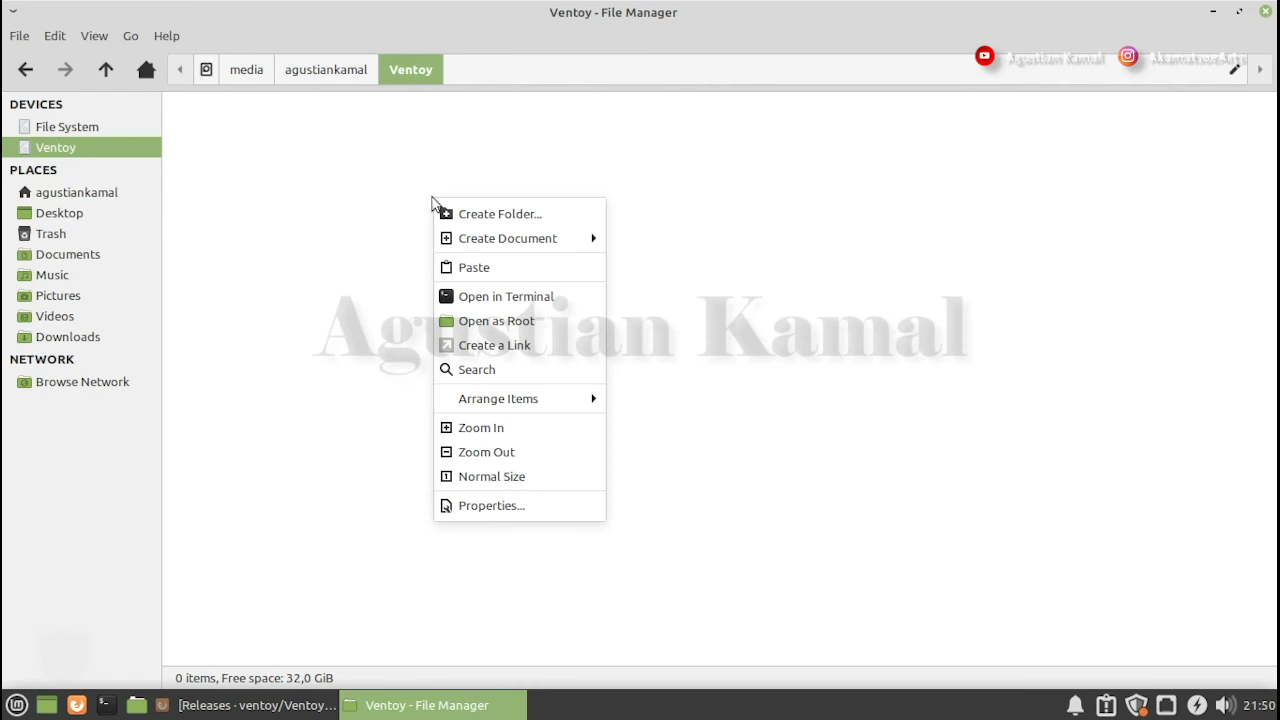 Ventoy - File Manager
File Edit View Go Help
media agustiankamal Ventoy
Agustian Kamal AkamatsuzArts
DEVICES
File System
Ventoy
PLACES
agustiankamal
Desktop
Trash
Documents
Music
Pictures
Videos
Downloads
NETWORK
Browse Network
Create Folder...
Create Document
Paste
Open in Terminal
Open as Root
Create a Link
Search
Arrange Items
Zoom In
Zoom Out
Normal Size
Properties...
Agustian Kamal
0 items, Free space: 32,0 GiB
[Releases · ventoy/Ventoy... Ventoy - File Manager 21:50